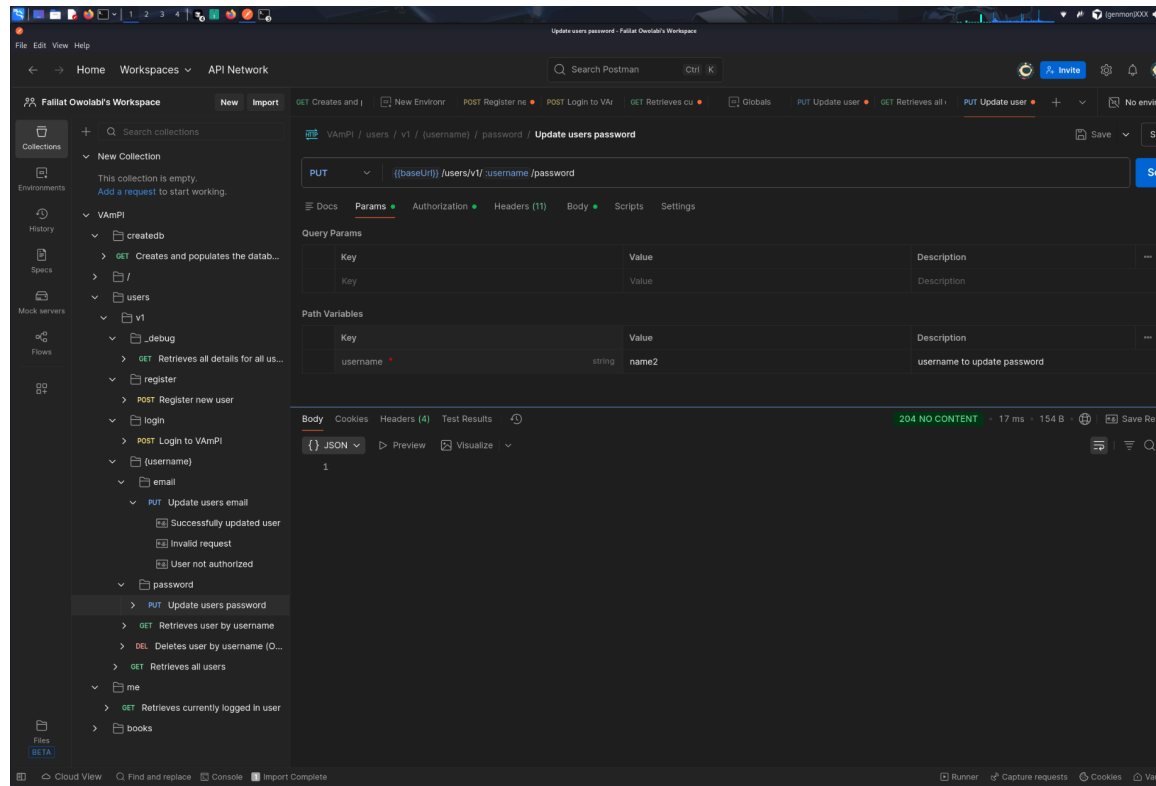 1 2 3 4 (genmon)XXX
Update users password - Falilat Owolabi's Workspace
File Edit View Help
Home Workspaces API Network Search Postman Ctrl K Invite
Falilat Owolabi's Workspace New Import
GET Creates and New Environr POST Register ne POST Login to VAr GET Retrieves cu Globals PUT Update user GET Retrieves all PUT Update user No envi
Collections
Environments
History
Specs
Mock servers
Flows
Files
BETA
Search collections
New Collection
This collection is empty.
Add a request to start working.
VAmPI
createdb
GET Creates and populates the datab...
/
users
v1
_debug
GET Retrieves all details for all us...
register
POST Register new user
login
POST Login to VAmPI
{username}
email
PUT Update users email
Successfully updated user
Invalid request
User not authorized
password
PUT Update users password
GET Retrieves user by username
DEL Deletes user by username (O...
GET Retrieves all users
me
GET Retrieves currently logged in user
books
VAmPI / users / v1 / {username} / password / Update users password Save
PUT {{baseUrl}} /users/v1/ :username /password
Docs Params Authorization Headers (11) Body Scripts Settings
Query Params
Key Value Description
Key Value Description
Path Variables
Key Value Description
username * string name2 username to update password
Body Cookies Headers (4) Test Results 204 NO CONTENT 17 ms 154 B Save Re
{} JSON Preview Visualize
1
Cloud View Find and replace Console Import Complete Runner Capture requests Cookies